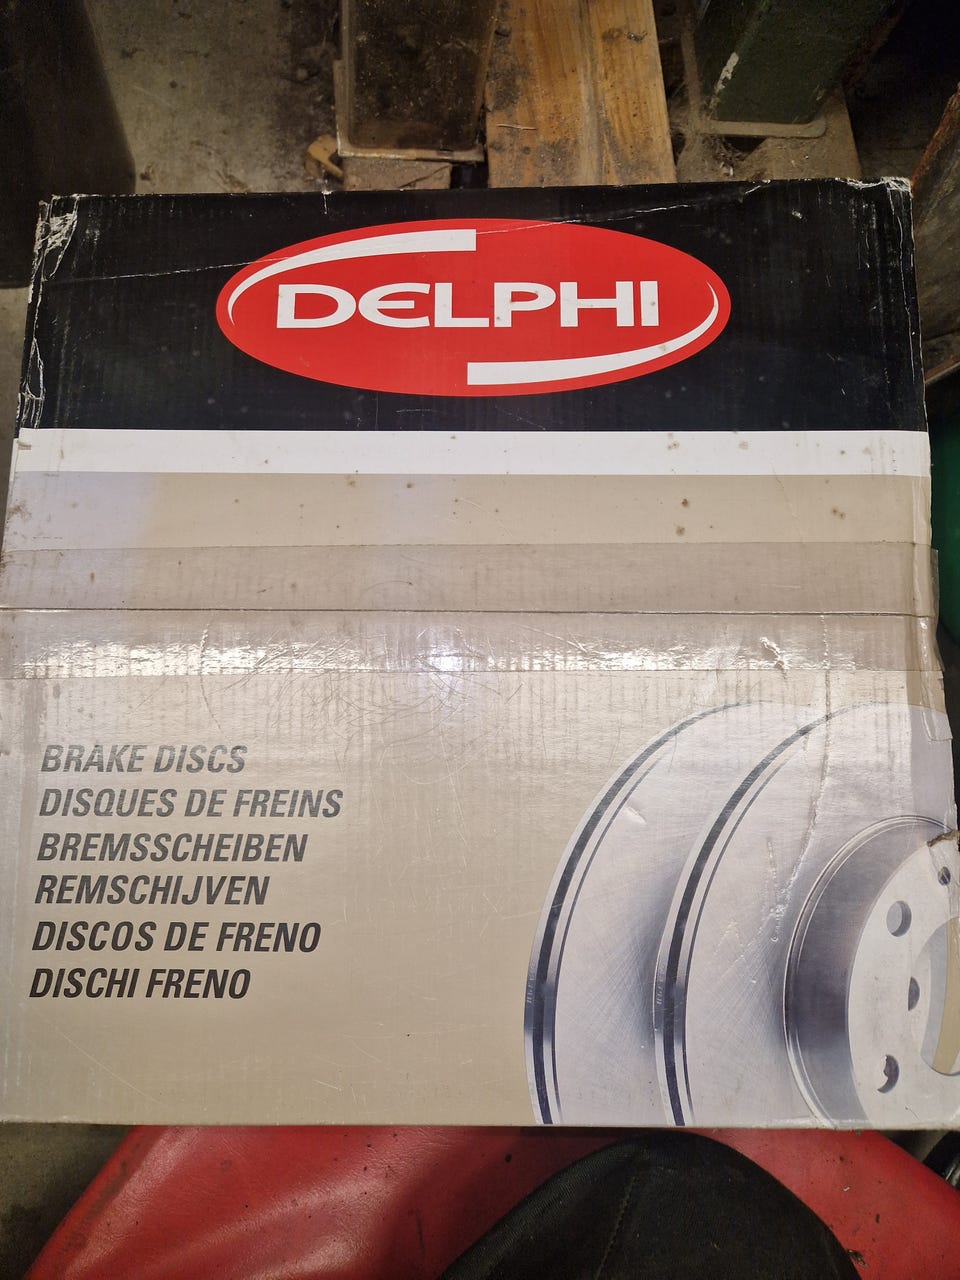 DELPHI
BRAKE DISCS
DISQUES DE FREINS
BREMSSCHEIBEN
REMSCHIJVEN
DISCOS DE FRENO
DISCHI FRENO